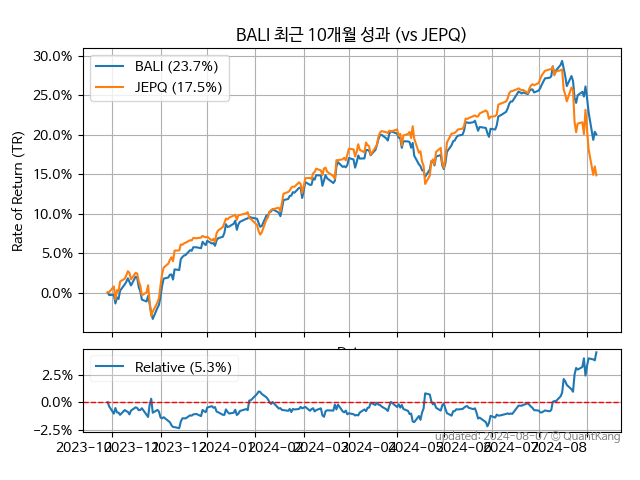 BALI 최근 10개월 성과 (vs JEPQ)
BALI (23.7%)
JEPQ (17.5%)
Rate of Return (TR)
30.0%
25.0%
20.0%
15.0%
10.0%
5.0%
0.0%
Relative (5.3%)
2.5%
0.0%
−2.5%
2023-10 2023-11 2023-12 2024-01 2024-02 2024-03 2024-04 2024-05 2024-06 2024-07 2024-08
updated: 2024-08-07 © QuantKang